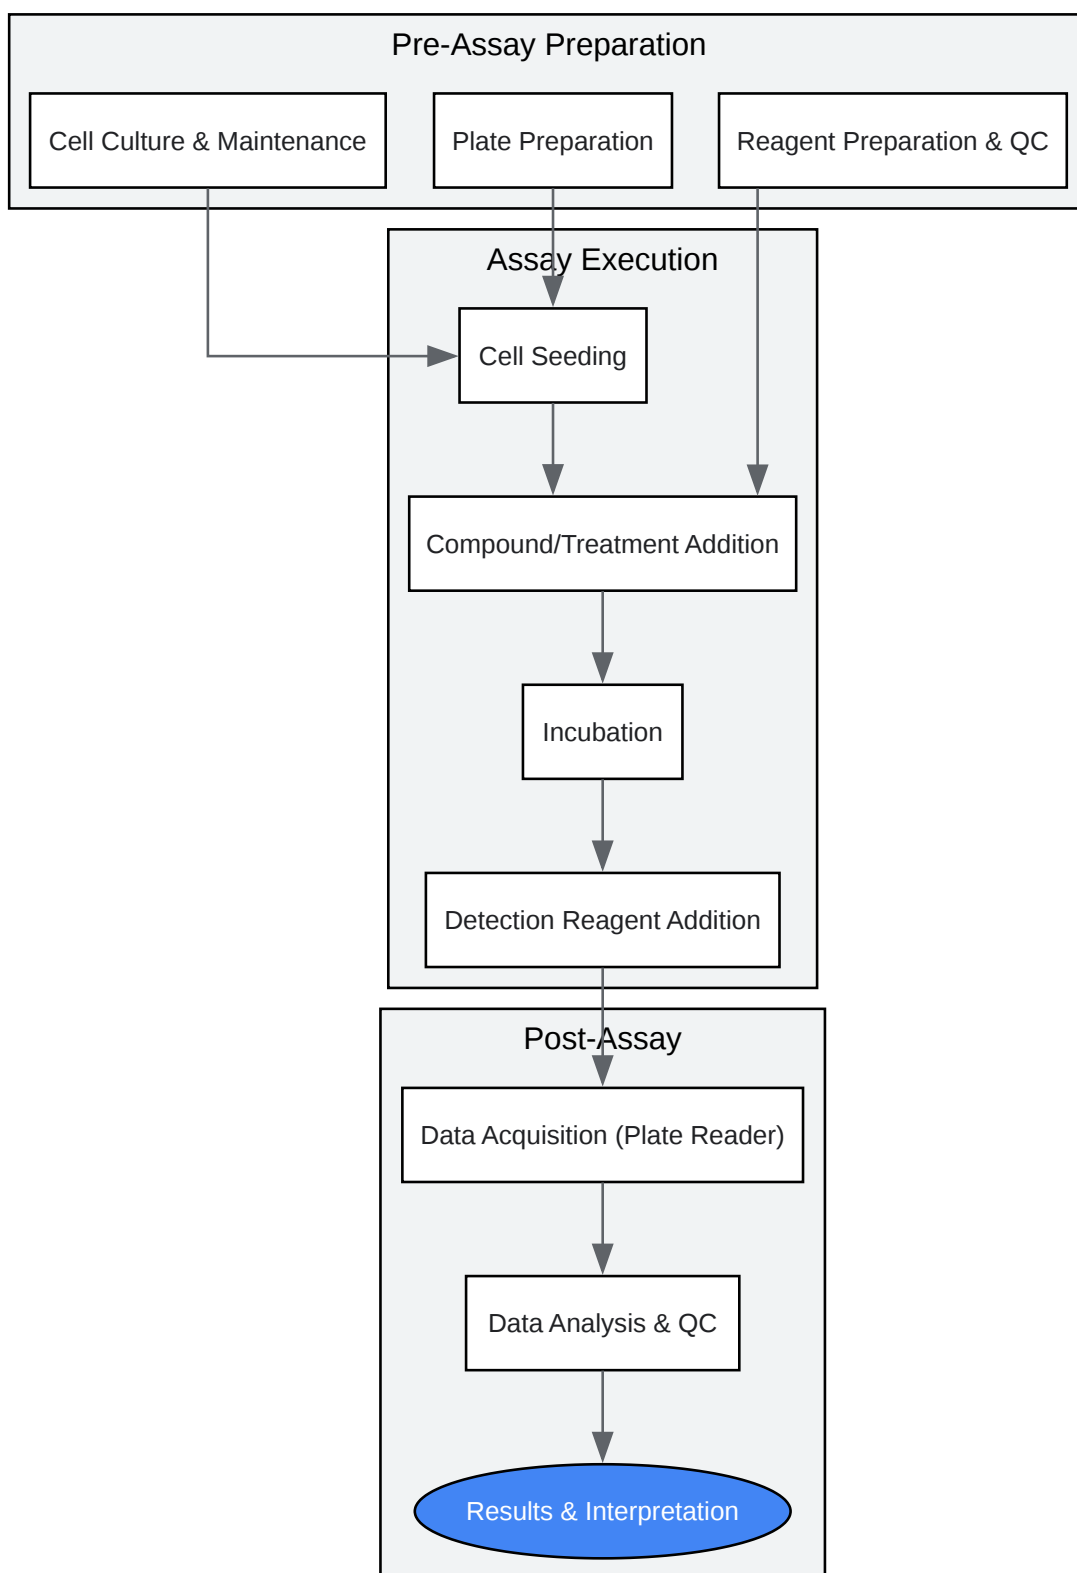 Pre-Assay Preparation
Cell Culture & Maintenance
Plate Preparation
Reagent Preparation & QC
Assay Execution
Cell Seeding
Compound/Treatment Addition
Incubation
Detection Reagent Addition
Post-Assay
Data Acquisition (Plate Reader)
Data Analysis & QC
Results & Interpretation